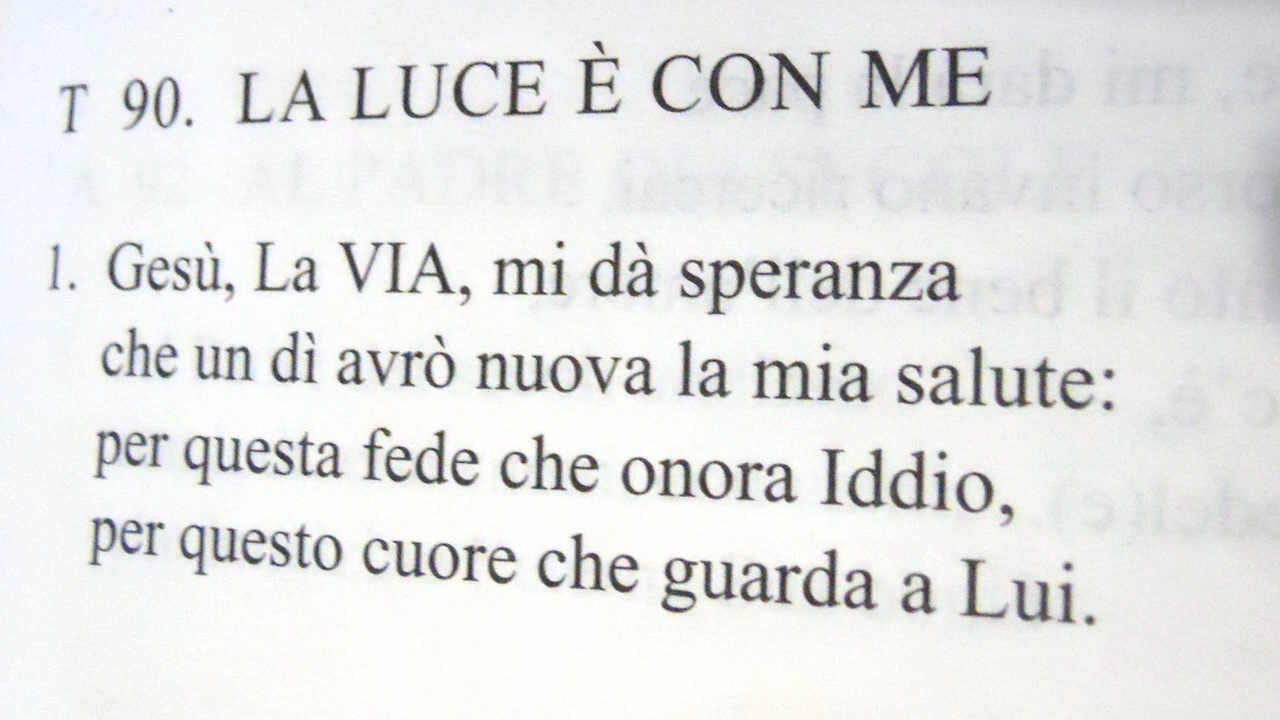 T 90. LA LUCE È CON ME
1. Gesù, La VIA, mi dà speranza
che un dì avrò nuova la mia salute:
per questa fede che onora Iddio,
per questo cuore che guarda a Lui.